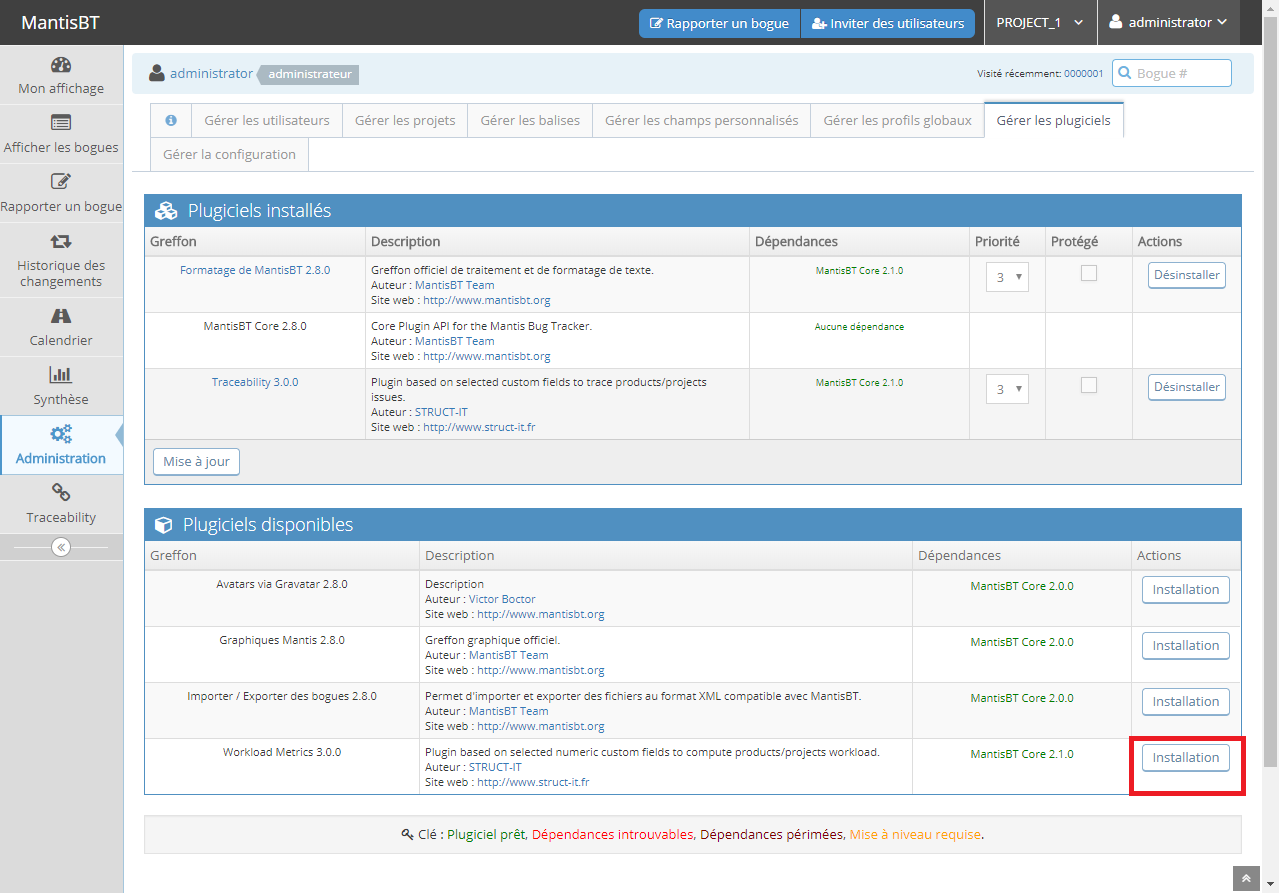 MantisBT
Rapporter un bogue
Inviter des utilisateurs
PROJECT_1
administrator
Mon affichage
Afficher les bogues
Rapporter un bogue
Historique des
changements
Calendrier
Synthèse
Administration
Traceability
administrator
administrateur
Visité récemment: 0000001
Bogue #
Gérer les utilisateurs
Gérer les projets
Gérer les balises
Gérer les champs personnalisés
Gérer les profils globaux
Gérer les plugiciels
Gérer la configuration
Plugiciels installés
Greffon Description Dépendances Priorité Protégé Actions
Formatage de MantisBT 2.8.0
Greffon officiel de traitement et de formatage de texte.
Auteur : MantisBT Team
Site web : http://www.mantisbt.org
MantisBT Core 2.1.0
3
Désinstaller
MantisBT Core 2.8.0
Core Plugin API for the Mantis Bug Tracker.
Auteur : MantisBT Team
Site web : http://www.mantisbt.org
Aucune dépendance
Traceability 3.0.0
Plugin based on selected custom fields to trace products/projects
issues.
Auteur : STRUCT-IT
Site web : http://www.struct-it.fr
MantisBT Core 2.1.0
3
Désinstaller
Mise à jour
Plugiciels disponibles
Greffon Description Dépendances Actions
Avatars via Gravatar 2.8.0
Description
Auteur : Victor Boctor
Site web : http://www.mantisbt.org
MantisBT Core 2.0.0
Installation
Graphiques Mantis 2.8.0
Greffon graphique officiel.
Auteur : MantisBT Team
Site web : http://www.mantisbt.org
MantisBT Core 2.0.0
Installation
Importer / Exporter des bogues 2.8.0
Permet d'importer et exporter des fichiers au format XML compatible avec MantisBT.
Auteur : MantisBT Team
Site web : http://www.mantisbt.org
MantisBT Core 2.0.0
Installation
Workload Metrics 3.0.0
Plugin based on selected numeric custom fields to compute products/projects workload.
Auteur : STRUCT-IT
Site web : http://www.struct-it.fr
MantisBT Core 2.1.0
Installation
Clé : Plugiciel prêt, Dépendances introuvables, Dépendances périmées, Mise à niveau requise.